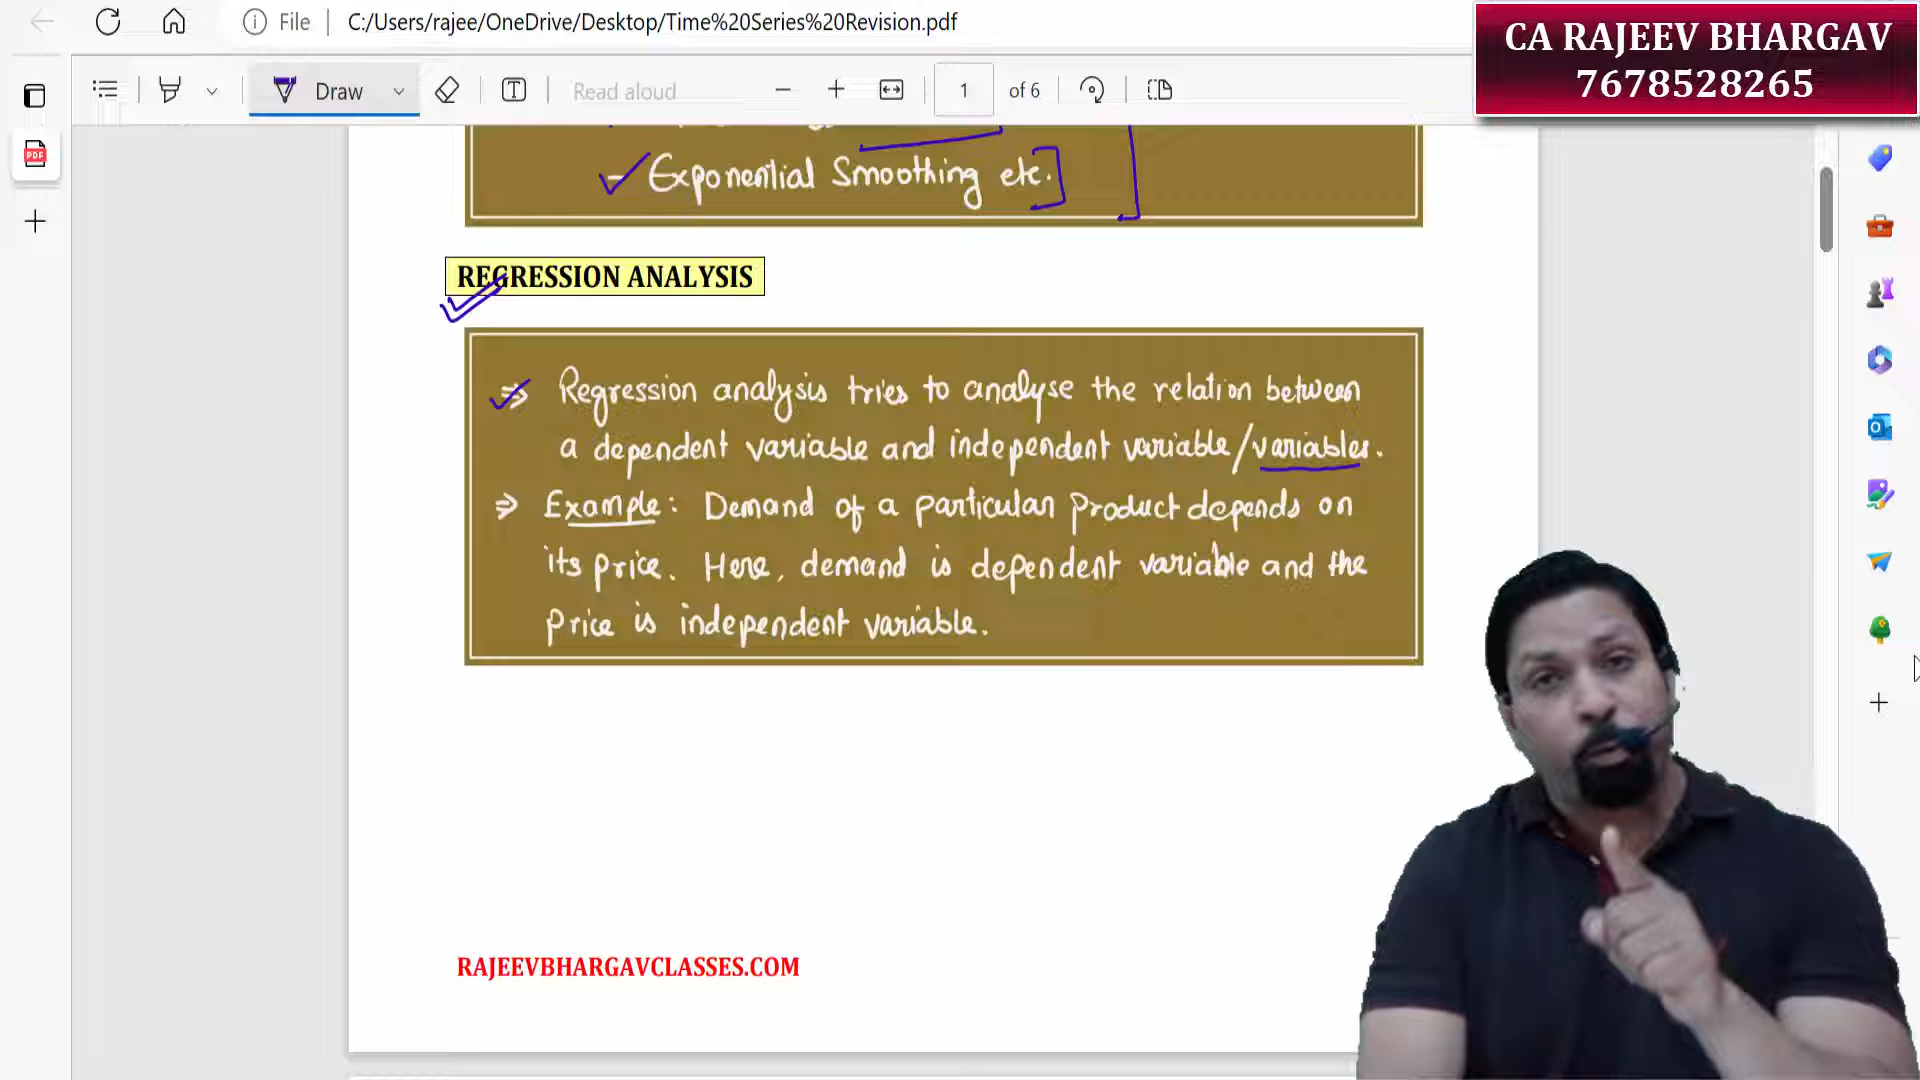 File
C:/Users/rajee/OneDrive/Desktop/Time%20Series%20Revision.pdf
CA RAJEEV BHARGAV
7678528265
Draw
Read aloud
1
of 6
PDF
- Exponential Smoothing etc.
REGRESSION ANALYSIS
⇒ Regression analysis tries to analyse the relation between
a dependent variable and independent variable/variables.
⇒ Example: Demand of a particular product depends on
its price. Here, demand is dependent variable and the
price is independent variable.
RAJEEVBHARGAVCLASSES.COM